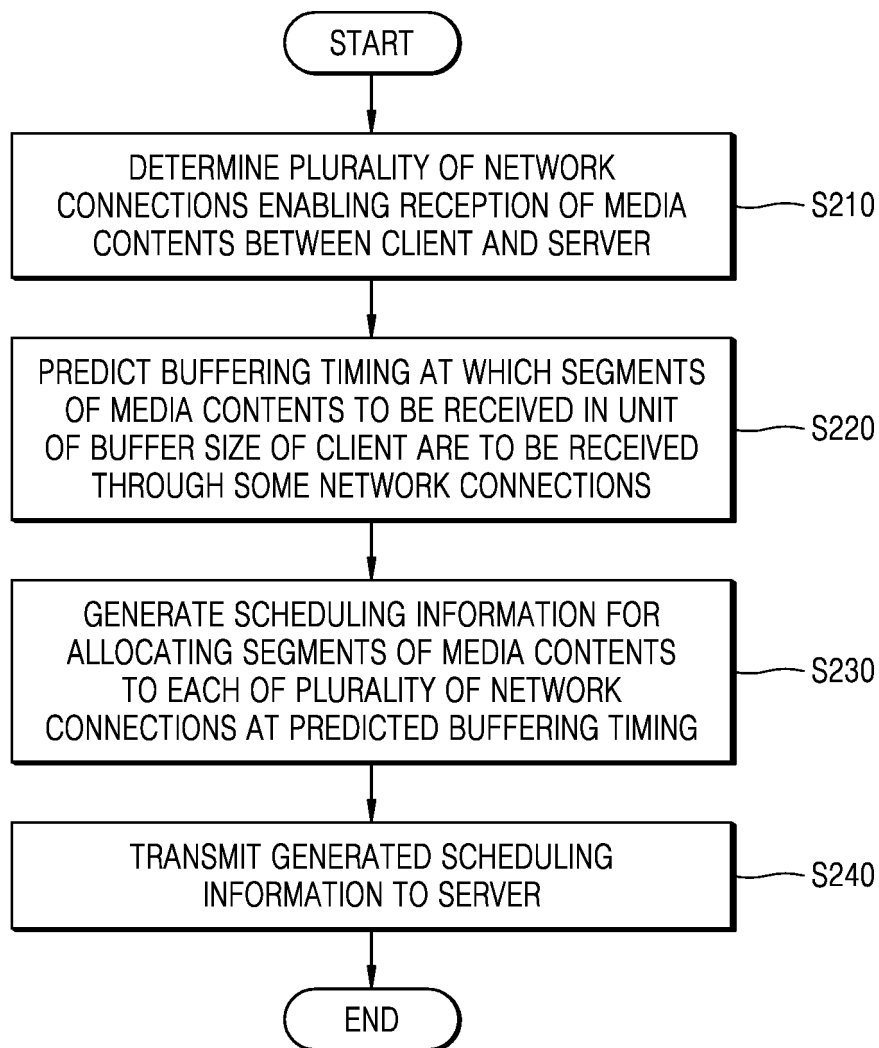 START
DETERMINE PLURALITY OF NETWORK
CONNECTIONS ENABLING RECEPTION OF MEDIA
CONTENTS BETWEEN CLIENT AND SERVER
S210
PREDICT BUFFERING TIMING AT WHICH SEGMENTS
OF MEDIA CONTENTS TO BE RECEIVED IN UNIT
OF BUFFER SIZE OF CLIENT ARE TO BE RECEIVED
THROUGH SOME NETWORK CONNECTIONS
S220
GENERATE SCHEDULING INFORMATION FOR
ALLOCATING SEGMENTS OF MEDIA CONTENTS
TO EACH OF PLURALITY OF NETWORK
CONNECTIONS AT PREDICTED BUFFERING TIMING
S230
TRANSMIT GENERATED SCHEDULING
INFORMATION TO SERVER
S240
END